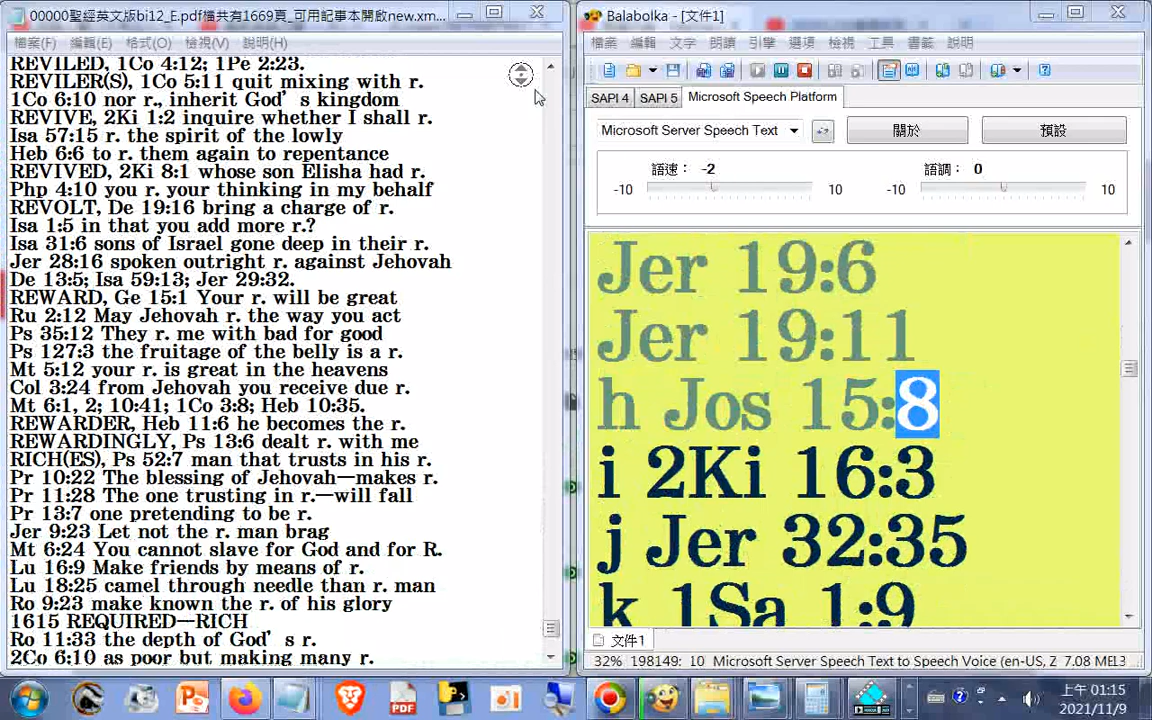 00000聖經英文版bi12_E.pdf檔共有1669頁_可用記事本開啟new.xm...
檔案(F) 編輯(E) 格式(O) 檢視(V) 說明(H)
REVILED, 1Co 4:12; 1Pe 2:23.
REVILER(S), 1Co 5:11 quit mixing with r.
1Co 6:10 nor r., inherit God's kingdom
REVIVE, 2Ki 1:2 inquire whether I shall r.
Isa 57:15 r. the spirit of the lowly
Heb 6:6 to r. them again to repentance
REVIVED, 2Ki 8:1 whose son Elisha had r.
Php 4:10 you r. your thinking in my behalf
REVOLT, De 19:16 bring a charge of r.
Isa 1:5 in that you add more r.?
Isa 31:6 sons of Israel gone deep in their r.
Jer 28:16 spoken outright r. against Jehovah
De 13:5; Isa 59:13; Jer 29:32.
REWARD, Ge 15:1 Your r. will be great
Ru 2:12 May Jehovah r. the way you act
Ps 35:12 They r. me with bad for good
Ps 127:3 the fruitage of the belly is a r.
Mt 5:12 your r. is great in the heavens
Col 3:24 from Jehovah you receive due r.
Mt 6:1, 2; 10:41; 1Co 3:8; Heb 10:35.
REWARDER, Heb 11:6 he becomes the r.
REWARDINGLY, Ps 13:6 dealt r. with me
RICH(ES), Ps 52:7 man that trusts in his r.
Pr 10:22 The blessing of Jehovah—makes r.
Pr 11:28 The one trusting in r.—will fall
Pr 13:7 one pretending to be r.
Jer 9:23 Let not the r. man brag
Mt 6:24 You cannot slave for God and for R.
Lu 16:9 Make friends by means of r.
Lu 18:25 camel through needle than r. man
Ro 9:23 make known the r. of his glory
1615 REQUIRED—RICH
Ro 11:33 the depth of God's r.
2Co 6:10 as poor but making many r.
Balabolka - [文件1]
檔案 編輯 文字 朗讀 引擎 選項 檢視 工具 書籤 說明
SAPI 4 SAPI 5 Microsoft Speech Platform
Microsoft Server Speech Text 關於 預設
語速： -2 語調： 0
-10 10 -10 10
Jer 19:6
Jer 19:11
h Jos 15:8
i 2Ki 16:3
j Jer 32:35
k 1Sa 1:9
文件1
32% 198149: 10 Microsoft Server Speech Text to Speech Voice (en-US, Z 7.08 ME13
PDF
上午 01:15
2021/11/9